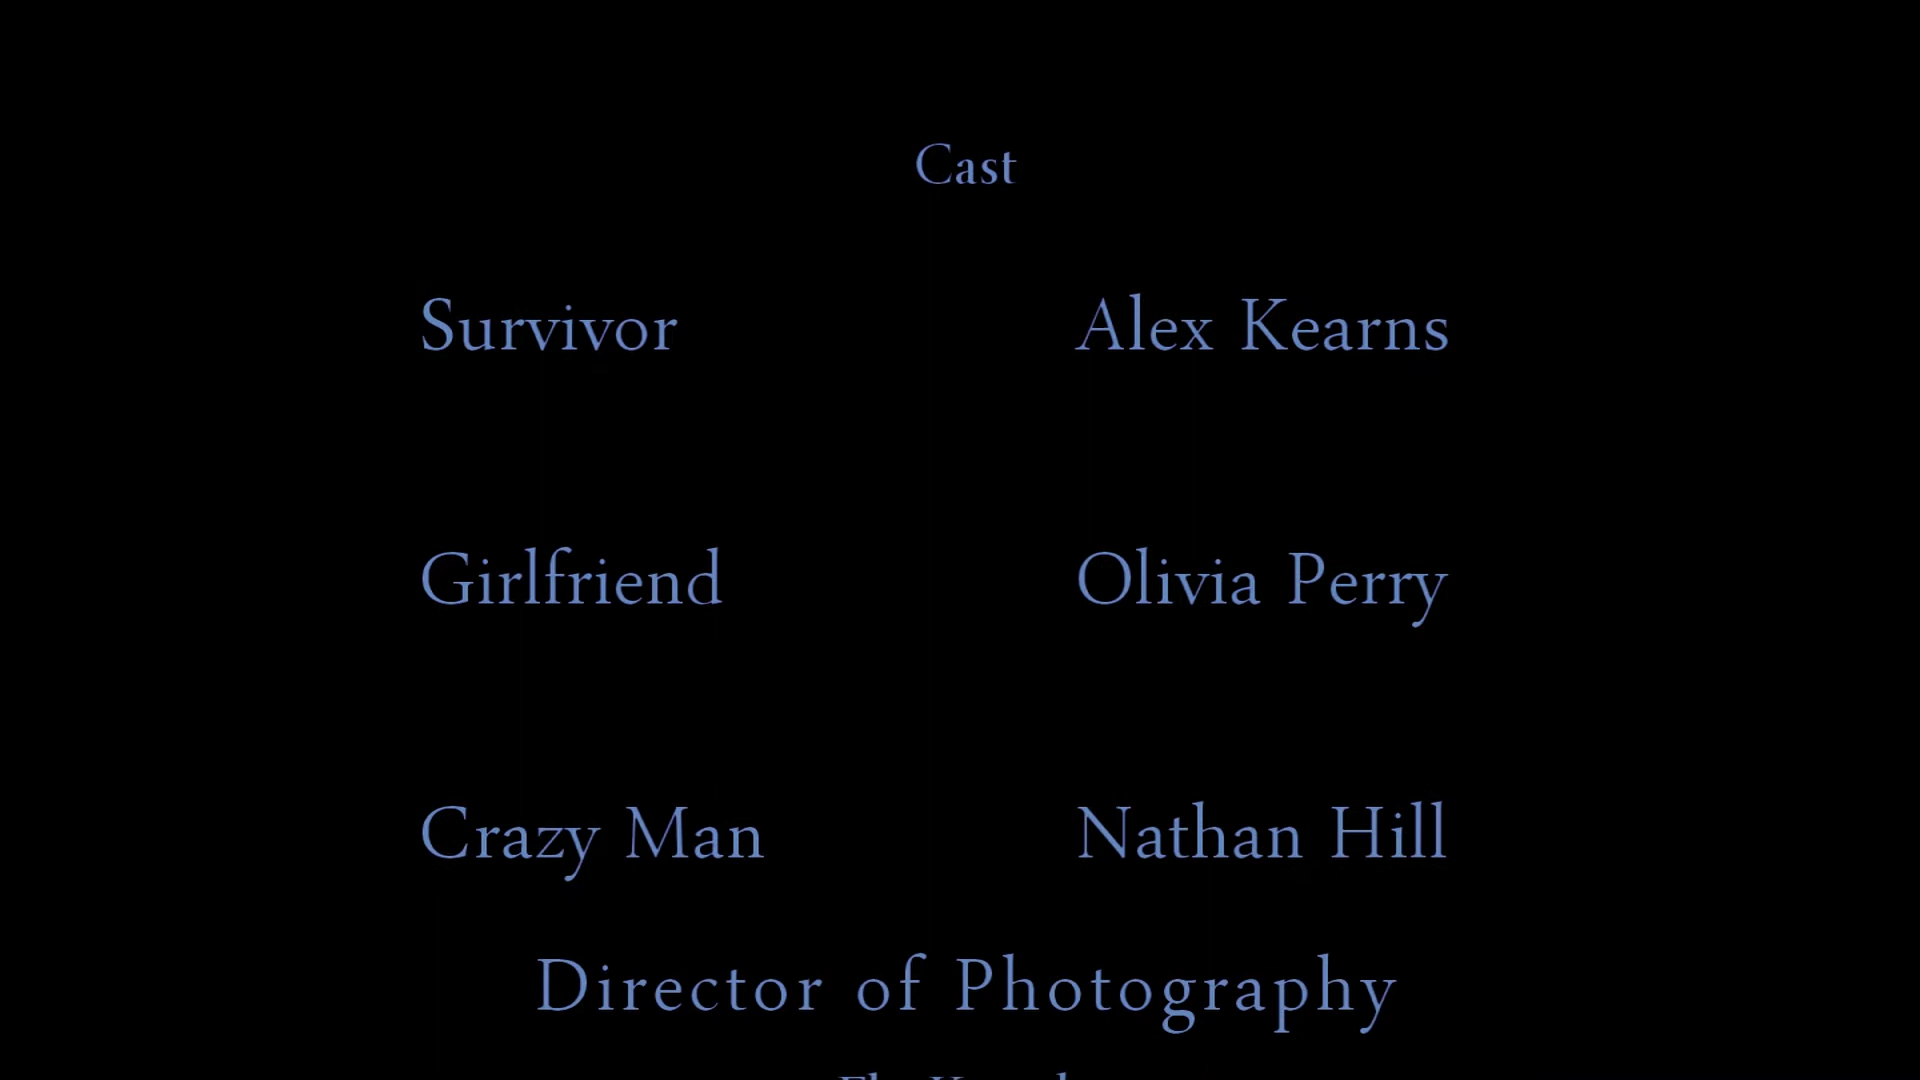 Cast
Survivor Alex Kearns
Girlfriend Olivia Perry
Crazy Man Nathan Hill
Director of Photography